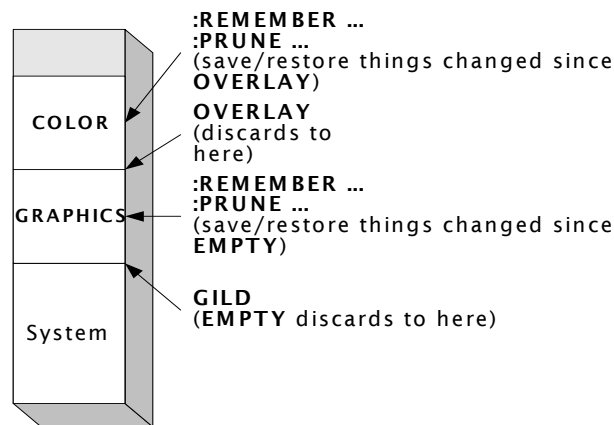 :REMEMBER ...
:PRUNE ...
(save/restore things changed since
OVERLAY)
COLOR
OVERLAY
(discards to
here)
:REMEMBER ...
:PRUNE ...
(save/restore things changed since
EMPTY)
GRAPHICS
GILD
(EMPTY discards to here)
System